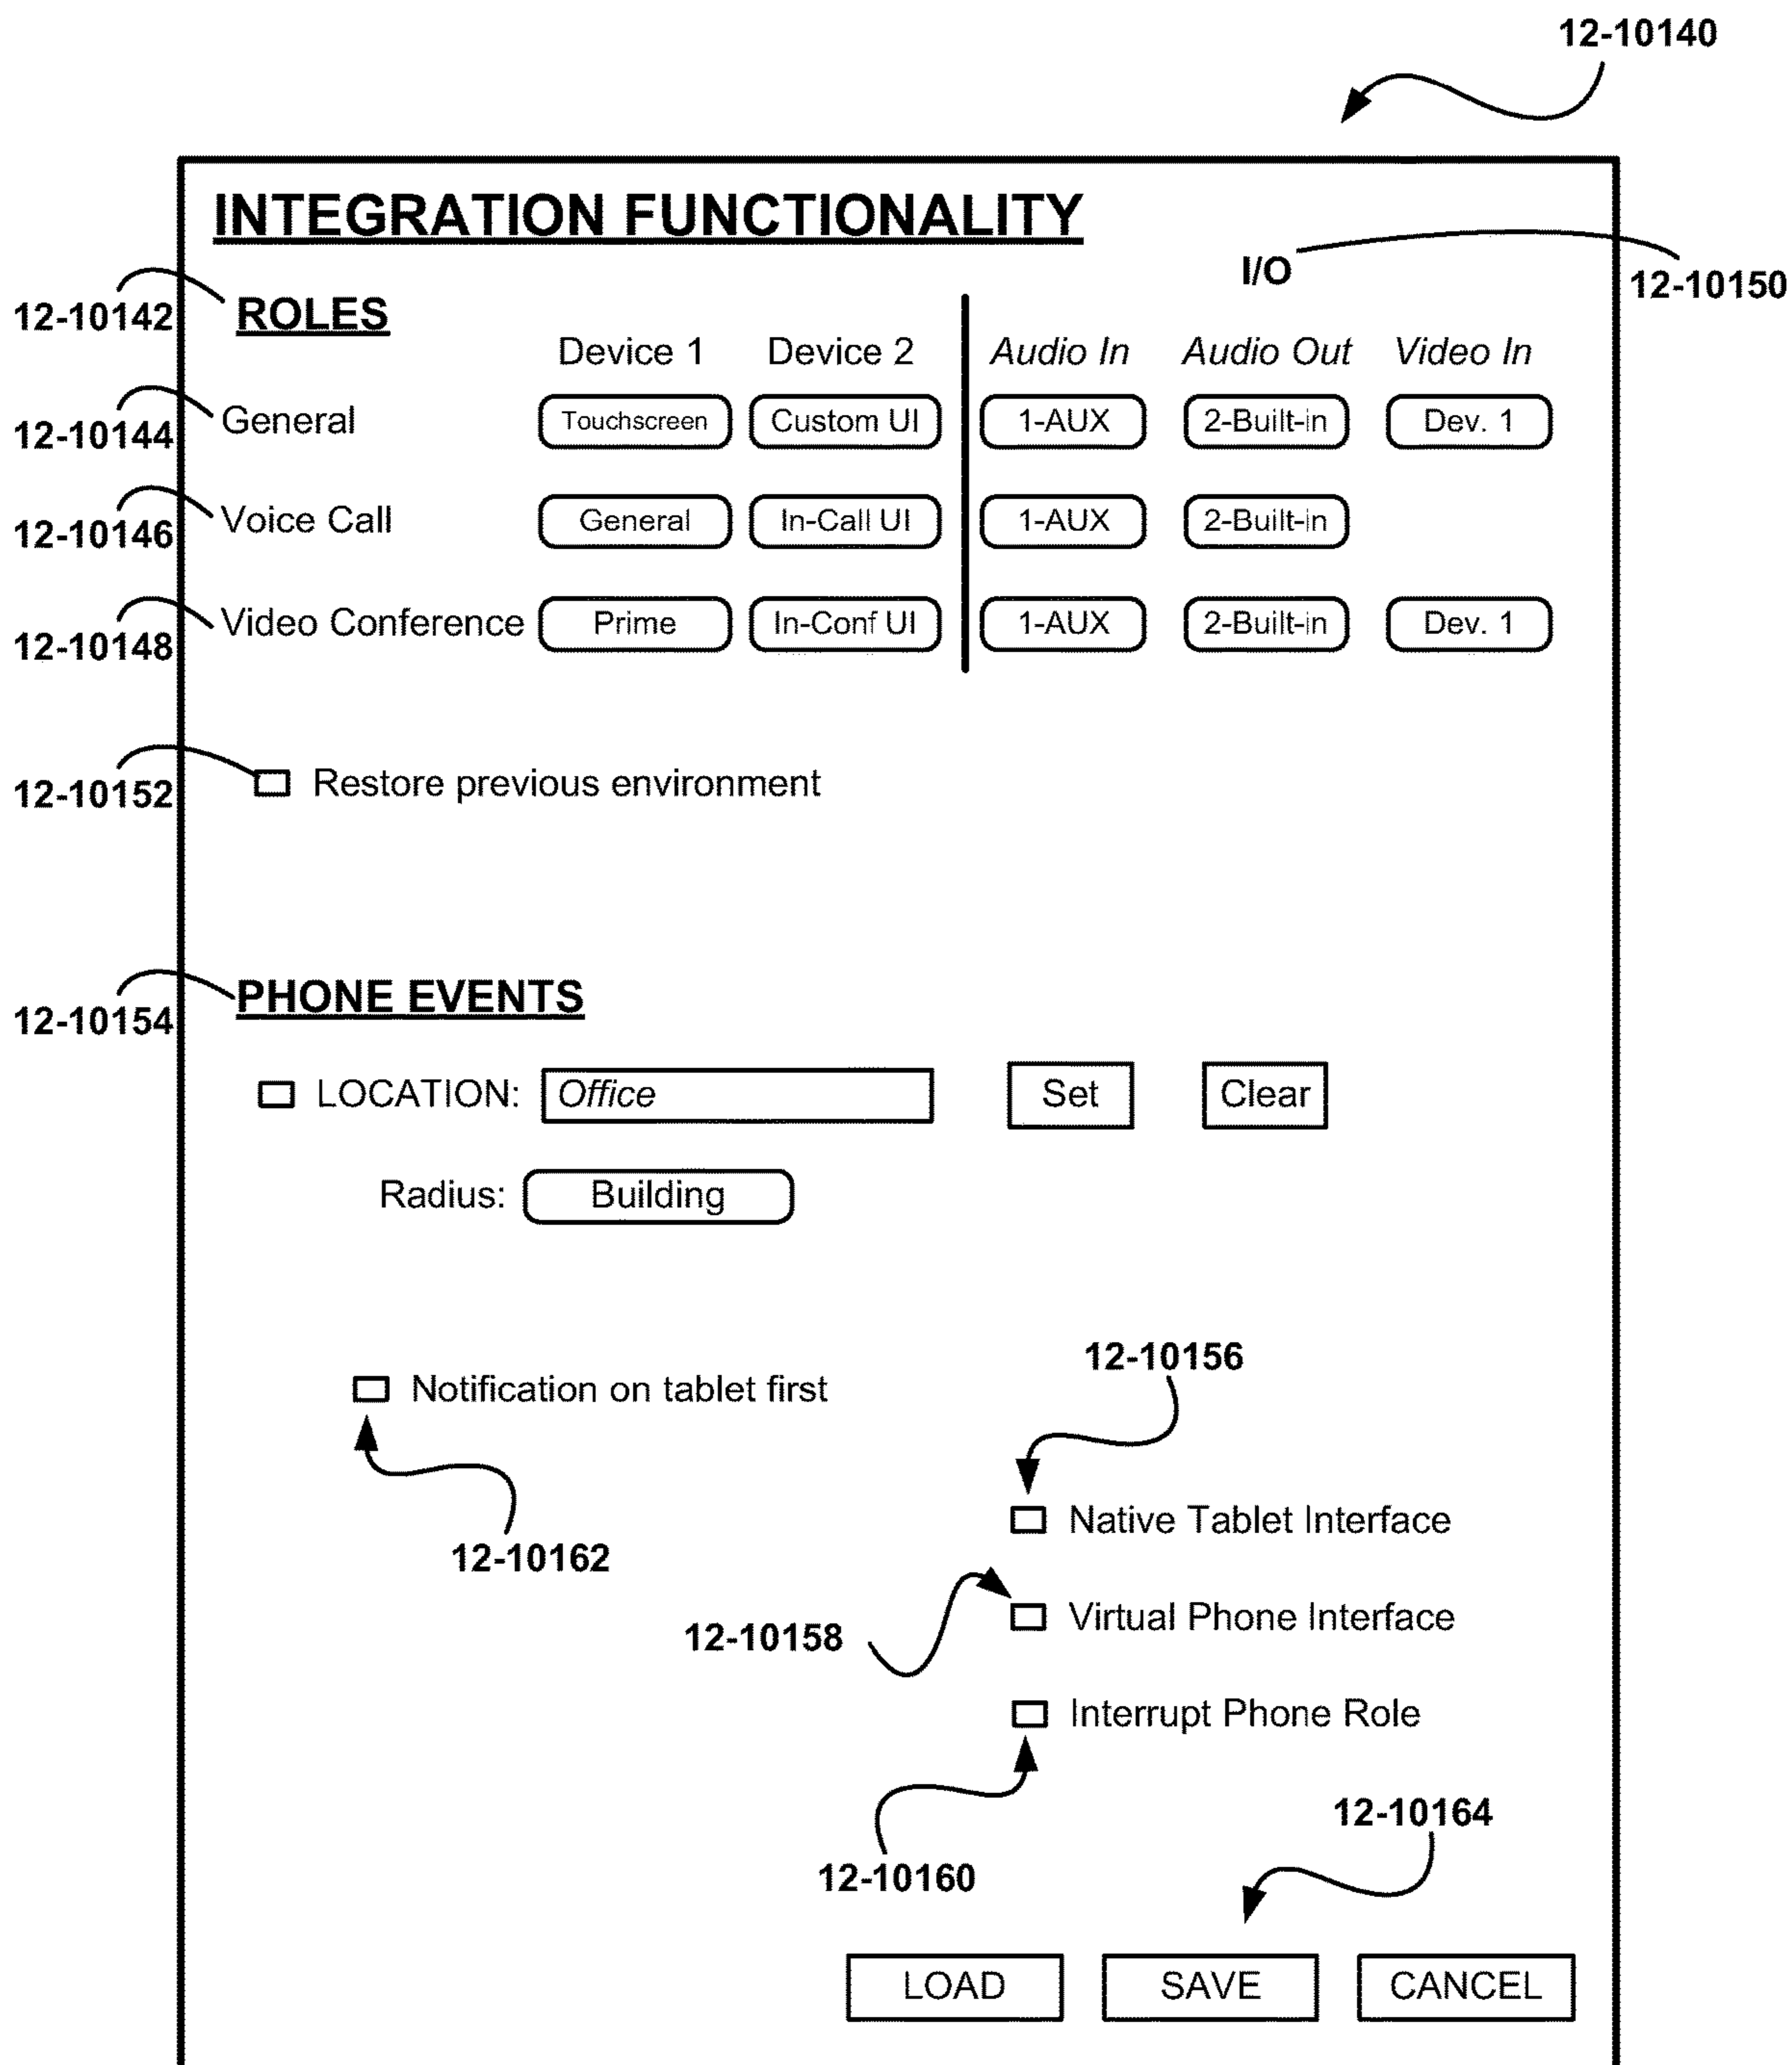 12-10140
INTEGRATION FUNCTIONALITY
I/O
12-10150
12-10142 ROLES
Device 1 Device 2 Audio In Audio Out Video In
12-10144 General Touchscreen Custom UI 1-AUX 2-Built-in Dev. 1
12-10146 Voice Call General In-Call UI 1-AUX 2-Built-in
12-10148 Video Conference Prime In-Conf UI 1-AUX 2-Built-in Dev. 1
12-10152 Restore previous environment
12-10154 PHONE EVENTS
LOCATION: Office Set Clear
Radius: Building
12-10156
Notification on tablet first
Native Tablet Interface
12-10162
Virtual Phone Interface
12-10158
Interrupt Phone Role
12-10164
12-10160
LOAD SAVE CANCEL